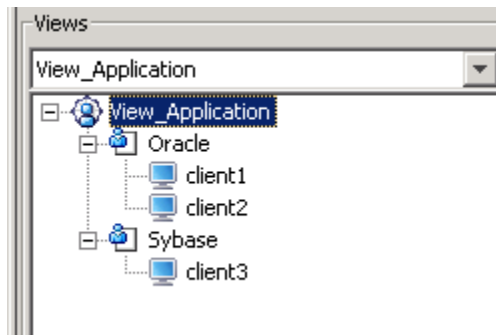 Views
View_Application
View_Application
Oracle
client1
client2
Sybase
client3